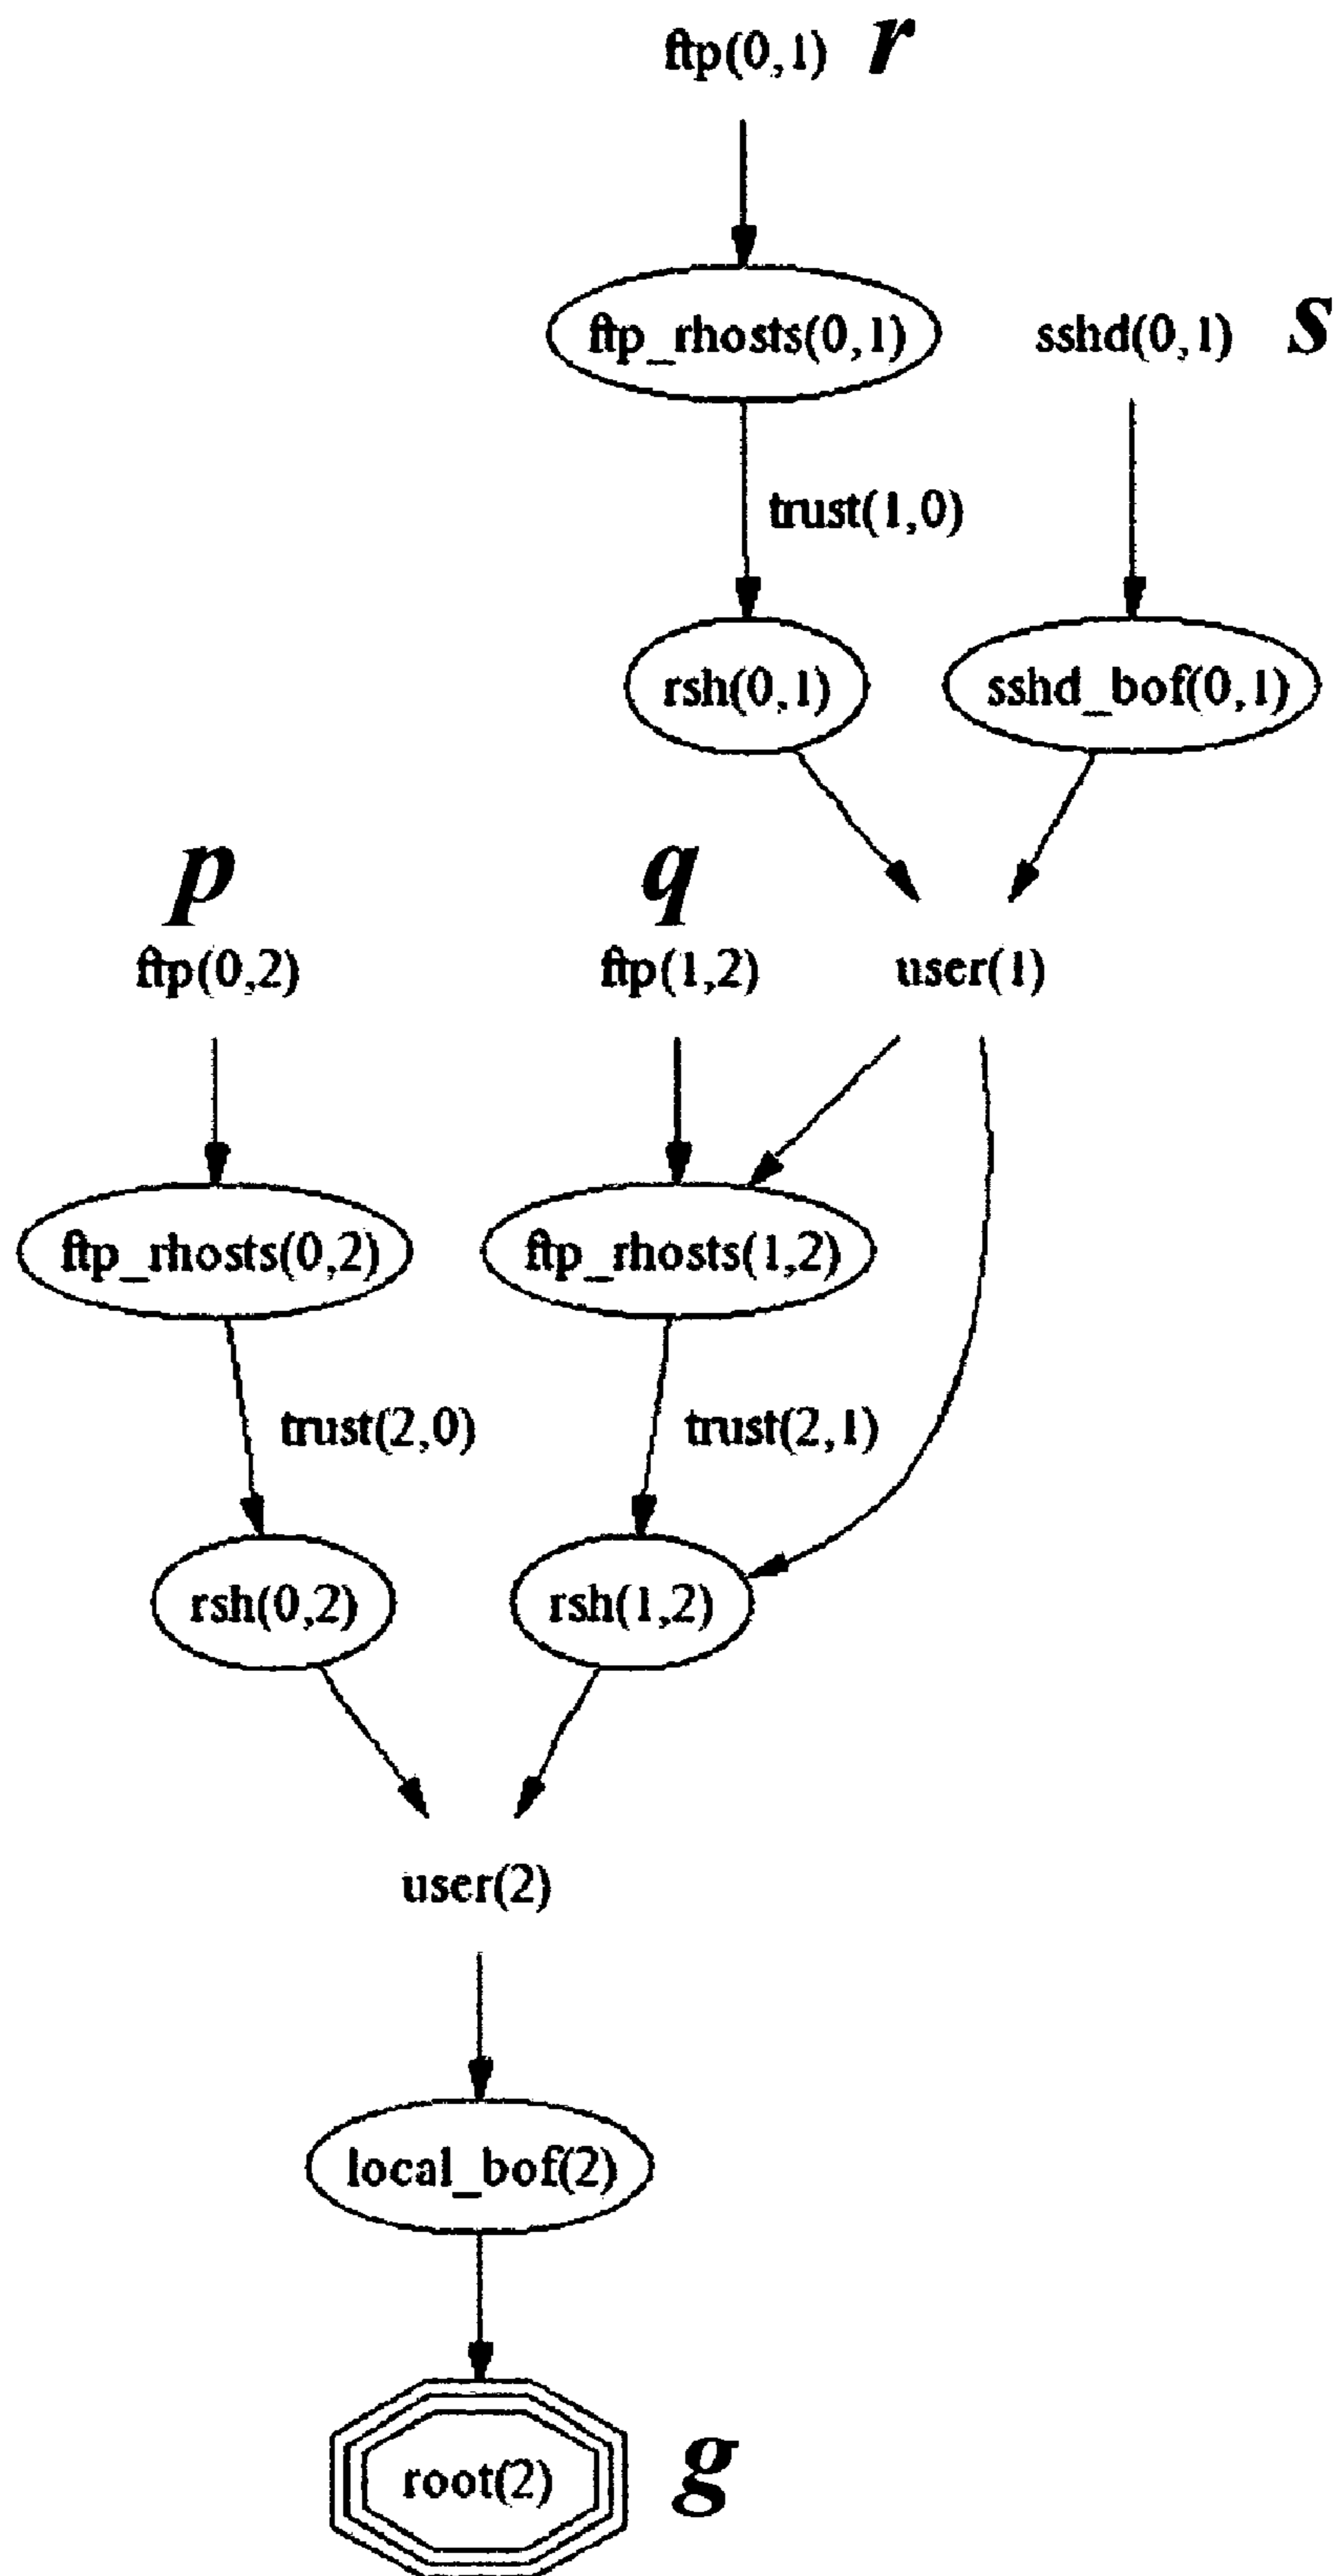 ftp(0,1) r
ftp_rhosts(0,1) sshd(0,1) s
trust(1,0)
rsh(0,1) sshd_bof(0,1)
p q
ftp(0,2) ftp(1,2) user(1)
ftp_rhosts(0,2) ftp_rhosts(1,2)
trust(2,0) trust(2,1)
rsh(0,2) rsh(1,2)
user(2)
local_bof(2)
root(2) g